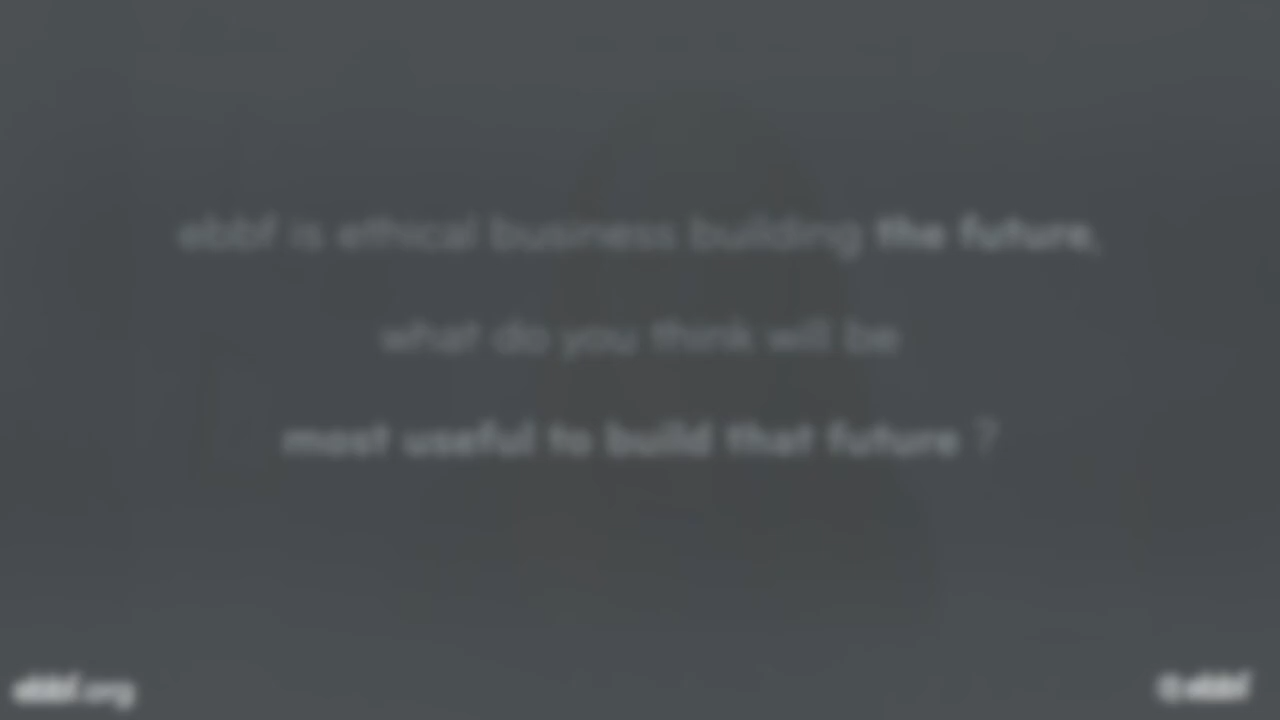 ebbf is ethical business building the future,
what do you think will be
most useful to build that future ?
ebbf.org
@ebbf